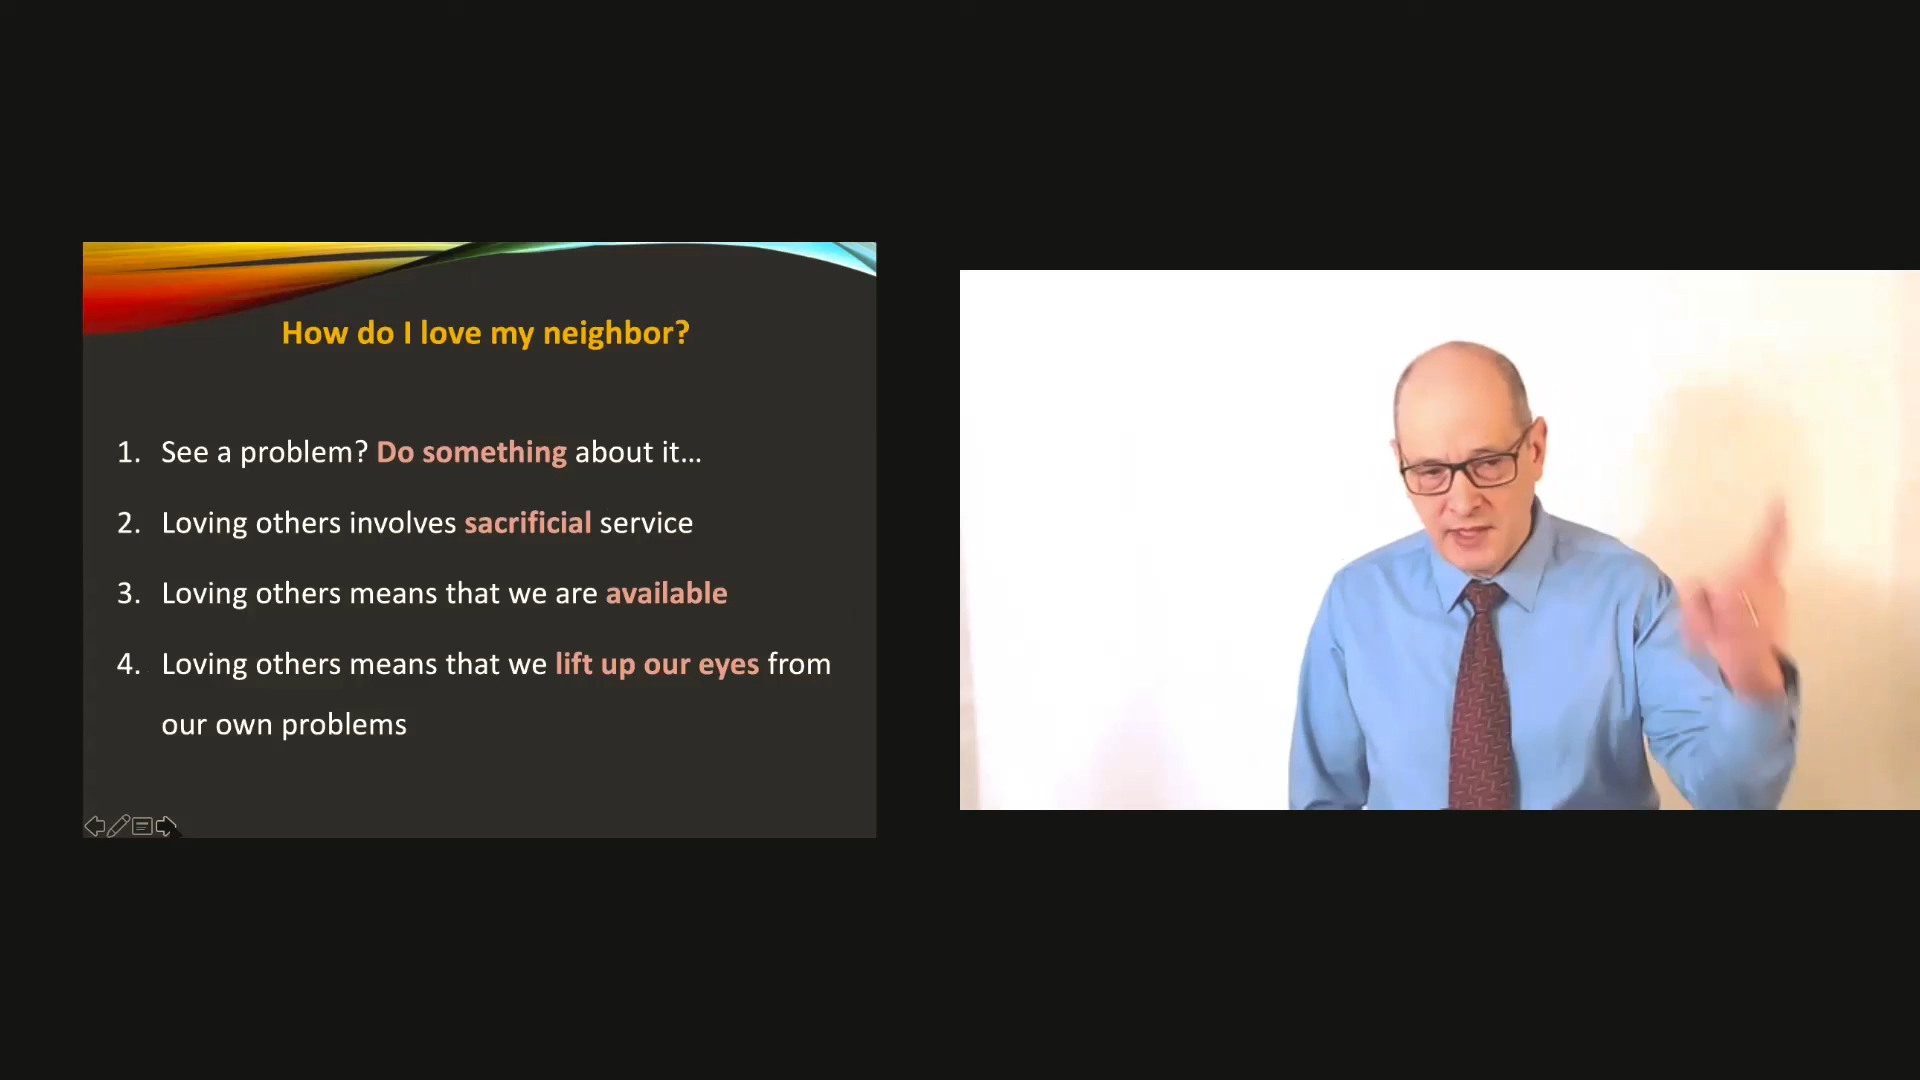 How do I love my neighbor?
1. See a problem? Do something about it...
2. Loving others involves sacrificial service
3. Loving others means that we are available
4. Loving others means that we lift up our eyes from
our own problems